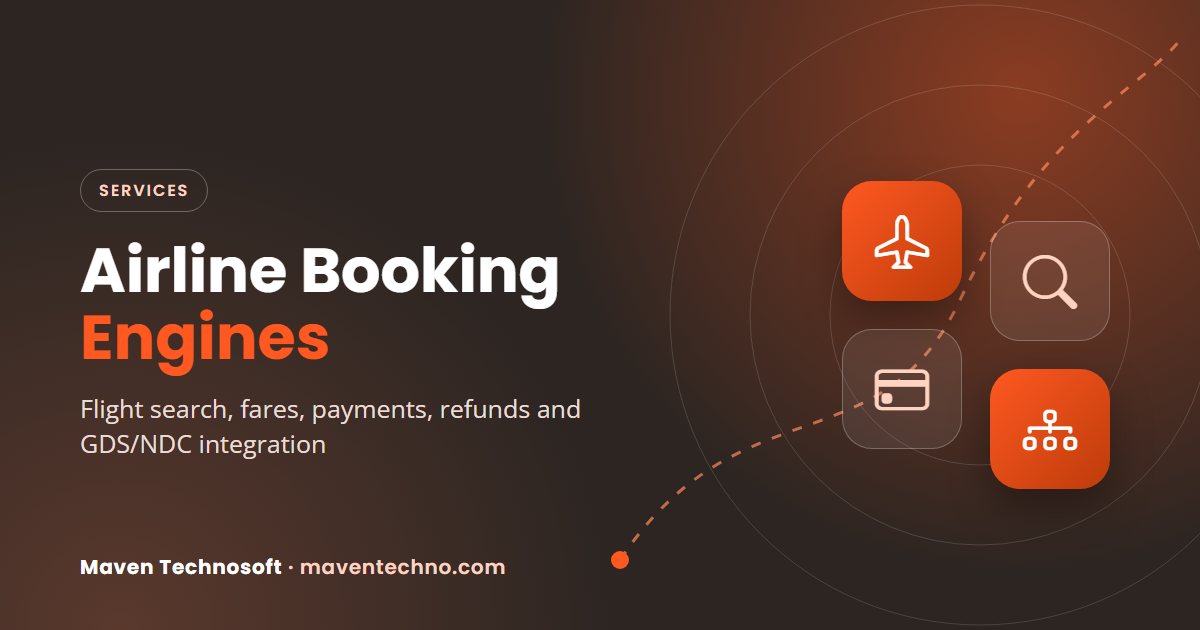 SERVICES
Airline Booking
Engines
Flight search, fares, payments, refunds and
GDS/NDC integration
Maven Technosoft · maventechno.com